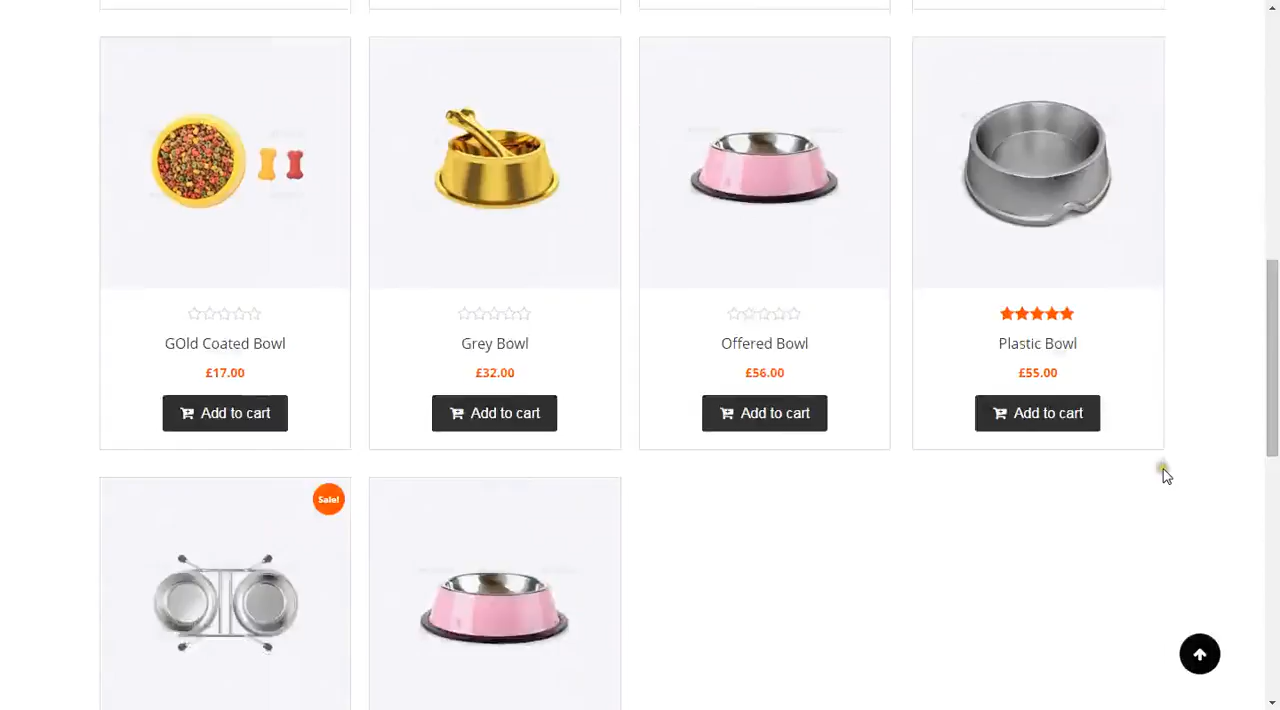 GOld Coated Bowl
£17.00
Add to cart
Grey Bowl
£32.00
Add to cart
Offered Bowl
£56.00
Add to cart
Plastic Bowl
£55.00
Add to cart
Sale!